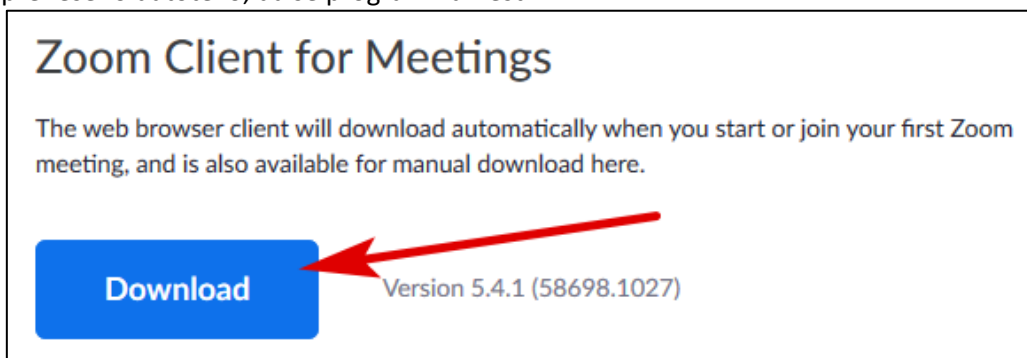 Zoom Client for Meetings
The web browser client will download automatically when you start or join your first Zoom
meeting, and is also available for manual download here.
Download
Version 5.4.1 (58698.1027)